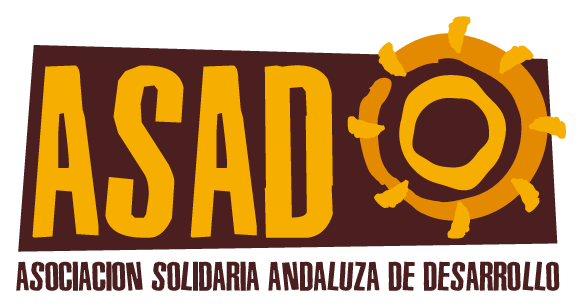 ASAD
ASOCIACION SOLIDARIA ANDALUZA DE DESARROLLO